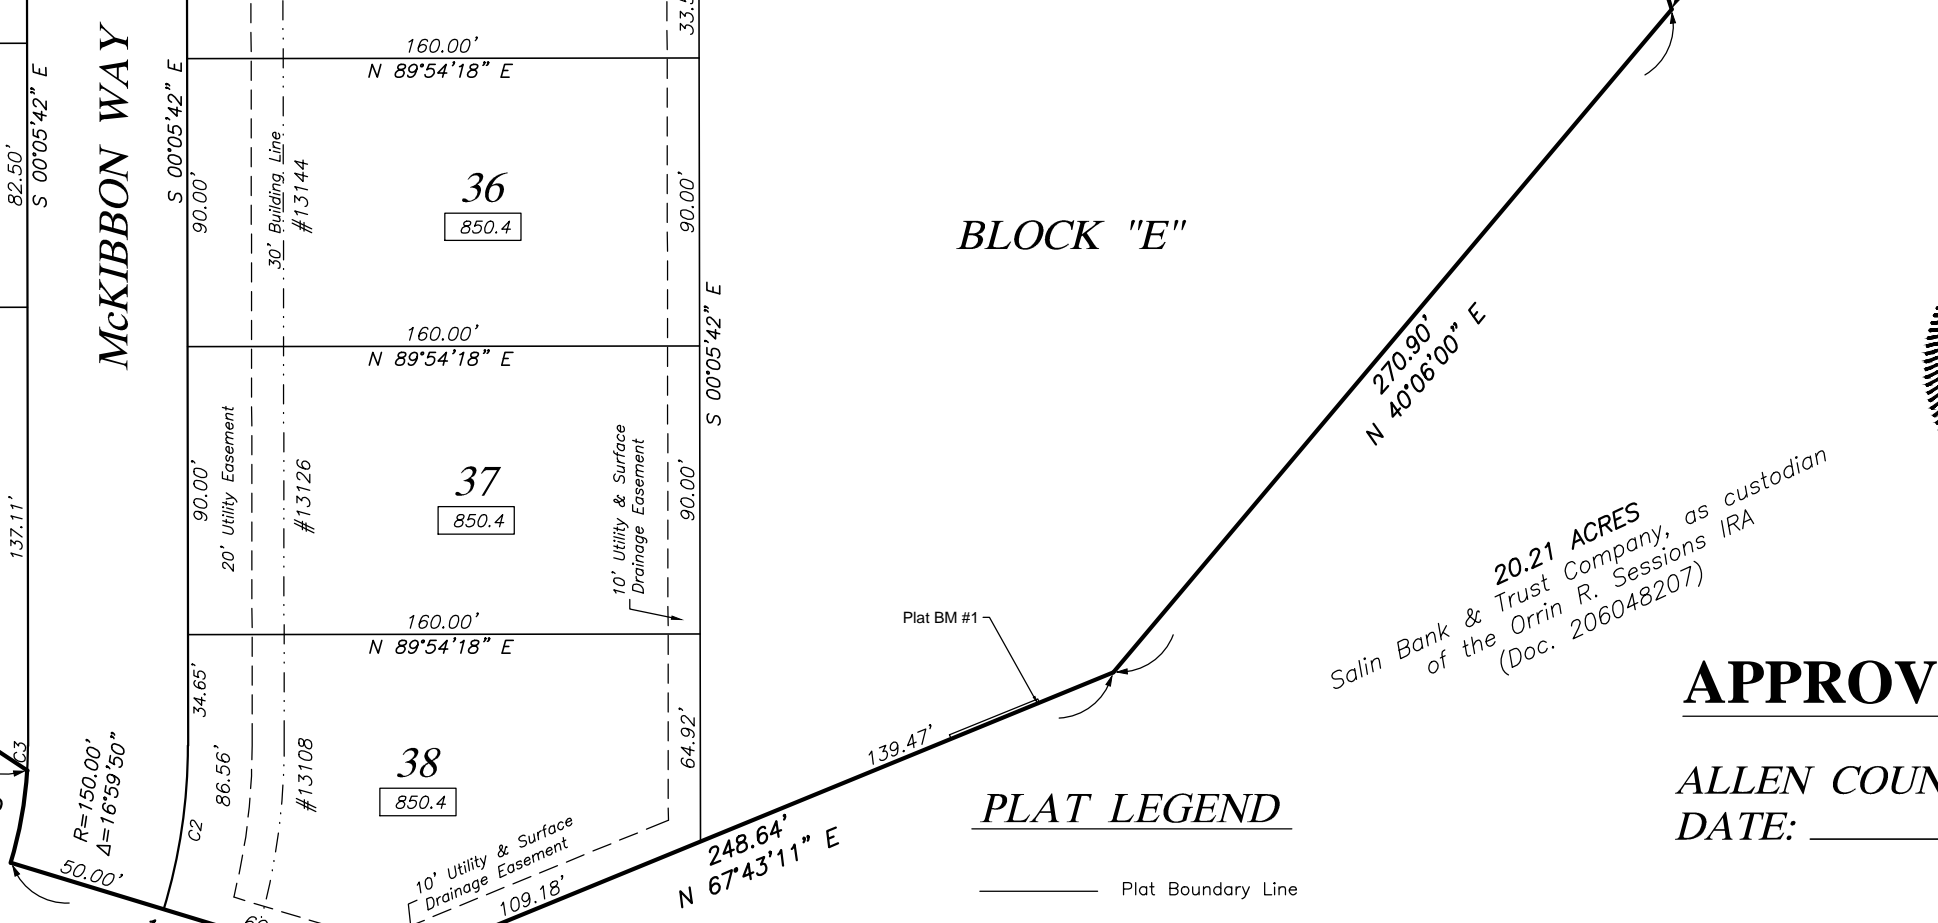 33.5
160.00'
N 89°54'18" E
S 00°05'42" E
McKIBBON WAY
S 00°05'42" E
82.50'
90.00'
30' Building Line
#13144
36
850.4
90.00'
BLOCK "E"
160.00'
N 89°54'18" E
S 00°05'42" E
270.90'
N 40°06'00" E
137.11'
90.00'
20' Utility Easement
#13126
37
850.4
10' Utility & Surface
Drainage Easement
90.00'
20.21 ACRES
Salin Bank & Trust Company, as custodian
of the Orrin R. Sessions IRA
(Doc. 206048207)
Plat BM #1
160.00'
N 89°54'18" E
34.65'
C3
R=150.00'
Δ=16°59'50"
86.56'
C2
#13108
38
850.4
64.92'
139.47'
APPROV
PLAT LEGEND
ALLEN COUN
DATE:
50.00'
10' Utility & Surface
Drainage Easement
109.18'
248.64'
N 67°43'11" E
Plat Boundary Line